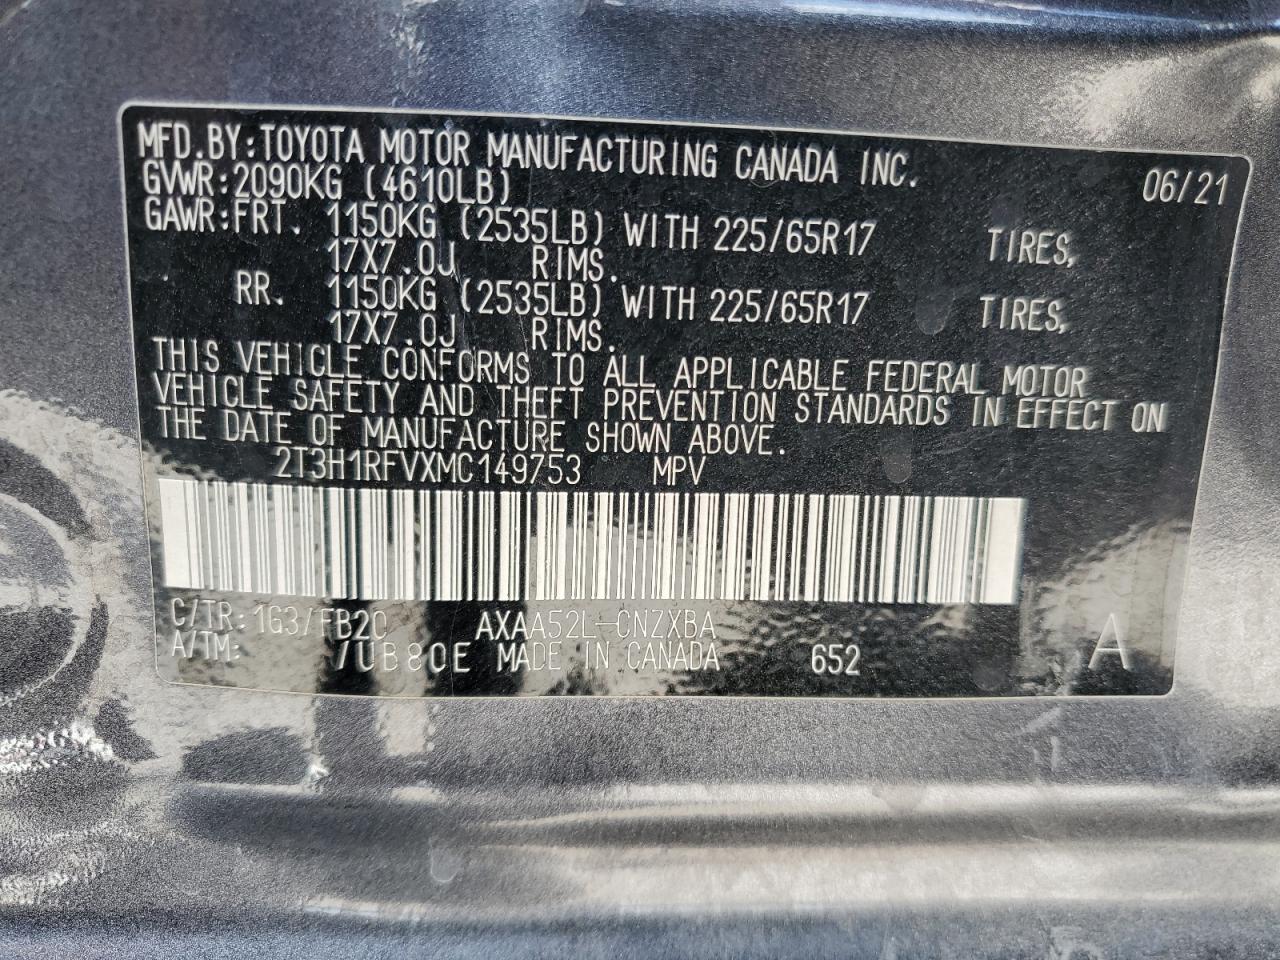 MFD.BY:TOYOTA MOTOR MANUFACTURING CANADA INC. 06/21
GVWR:2090KG (4610LB)
GAWR:FRT. 1150KG (2535LB) WITH 225/65R17 TIRES,
17X7.0J RIMS.
RR. 1150KG (2535LB) WITH 225/65R17 TIRES,
17X7.0J RIMS.
THIS VEHICLE CONFORMS TO ALL APPLICABLE FEDERAL MOTOR
VEHICLE SAFETY AND THEFT PREVENTION STANDARDS IN EFFECT ON
THE DATE OF MANUFACTURE SHOWN ABOVE.
2T3H1RFVXMC149753 MPV
C/TR:1G3/FB20 AXAA52L-CNZXBA A
A/TM: /UB80E MADE IN CANADA 652